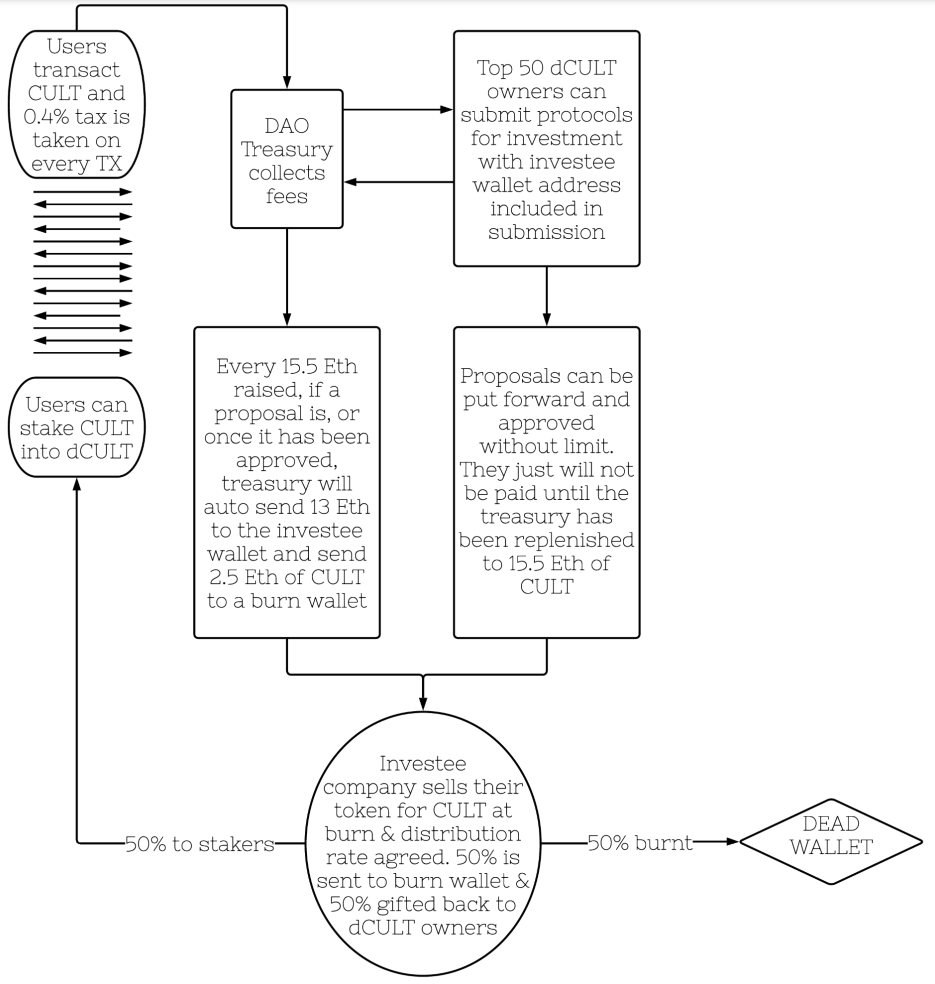 Users
transact
CULT and
0.4% tax is
taken on
every TX
DAO
Treasury
collects
fees
Top 50 dCULT
owners can
submit protocols
for investment
with investee
wallet address
included in
submission
Users can
stake CULT
into dCULT
Every 15.5 Eth
raised, if a
proposal is, or
once it has been
approved,
treasury will
auto send 13 Eth
to the investee
wallet and send
2.5 Eth of CULT
to a burn wallet
Proposals can be
put forward and
approved
without limit.
They just will not
be paid until the
treasury has
been replenished
to 15.5 Eth of
CULT
Investee
company sells their
token for CULT at
burn & distribution
rate agreed. 50% is
sent to burn wallet &
50% gifted back to
dCULT owners
50% to stakers
50% burnt
DEAD
WALLET